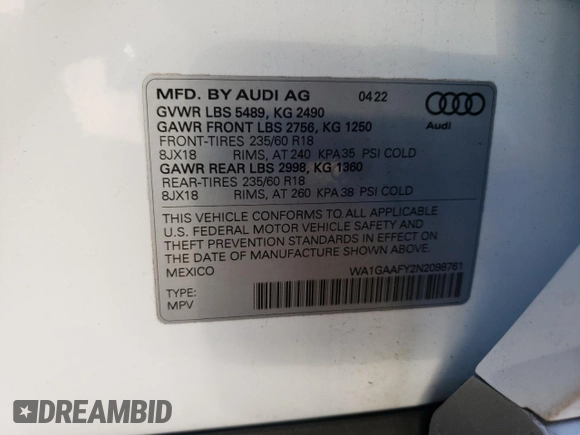 MFD. BY AUDI AG 04.22
GVWR LBS 5489, KG 2490
GAWR FRONT LBS 2756, KG 1250
FRONT-TIRES 235/60 R18
8JX18 RIMS, AT 240 KPA 35 PSI COLD
GAWR REAR LBS 2998, KG 1360
REAR-TIRES 235/60 R18
8JX18 RIMS, AT 260 KPA 38 PSI COLD
Audi
THIS VEHICLE CONFORMS TO ALL APPLICABLE
U.S. FEDERAL MOTOR VEHICLE SAFETY AND
THEFT PREVENTION STANDARDS IN EFFECT ON
THE DATE OF MANUFACTURE SHOWN ABOVE.
MEXICO WA1GAAFY2N2098761
TYPE:
MPV
DREAMBID